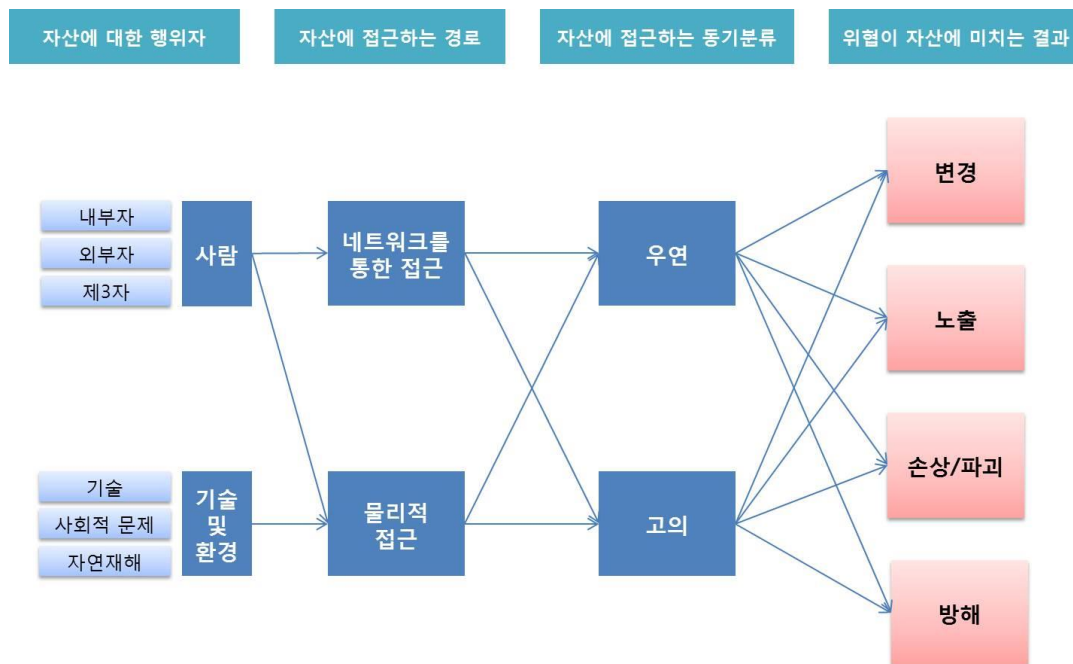 자산에 대한 행위자
자산에 접근하는 경로
자산에 접근하는 동기분류
위협이 자산에 미치는 결과
내부자
외부자
제3자
사람
네트워크를
통한 접근
우연
변경
노출
기술
사회적 문제
자연재해
기술
및
환경
물리적
접근
고의
손상/파괴
방해